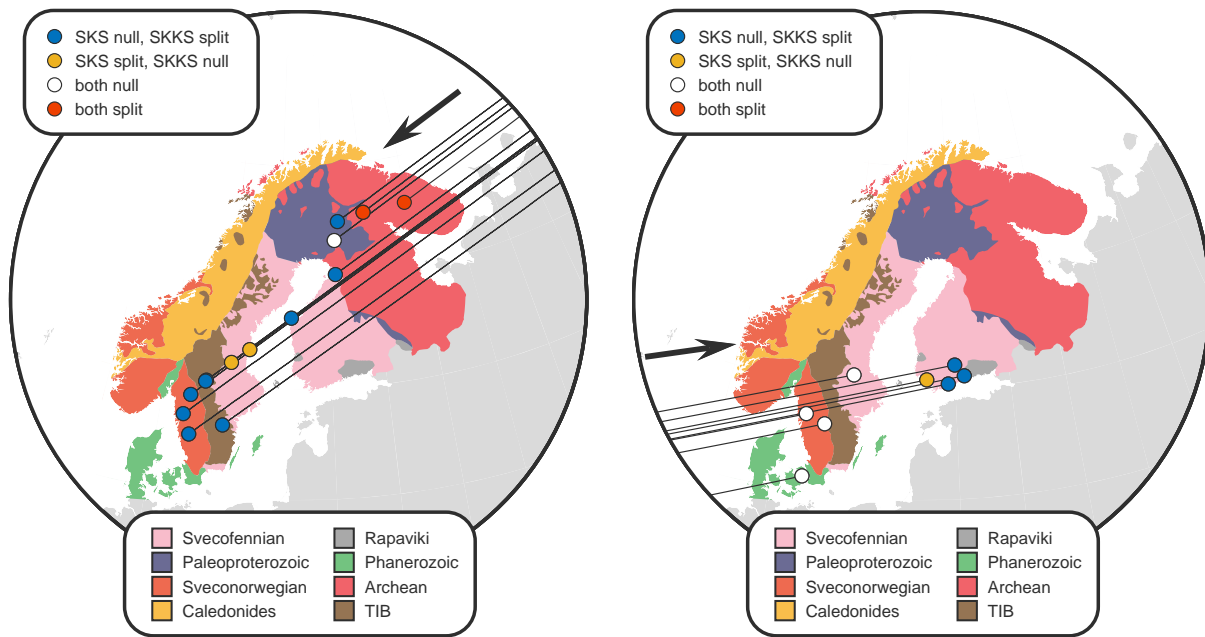 SKS null, SKKS split
SKS split, SKKS null
both null
both split
Svecofennian
Paleoproterozoic
Sveconorwegian
Caledonides
Rapaviki
Phanerozoic
Archean
TIB
SKS null, SKKS split
SKS split, SKKS null
both null
both split
Svecofennian
Paleoproterozoic
Sveconorwegian
Caledonides
Rapaviki
Phanerozoic
Archean
TIB